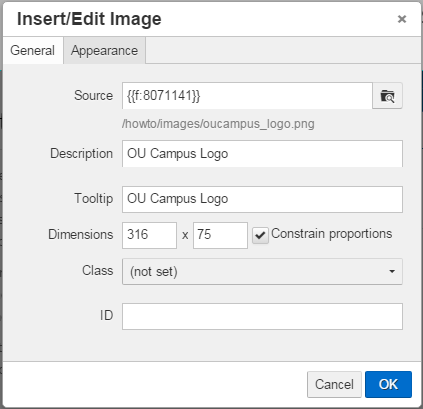 Insert/Edit Image ×
General Appearance
Source {{f:8071141}}
/howto/images/oucampus_logo.png
Description OU Campus Logo
Tooltip OU Campus Logo
Dimensions 316 x 75 Constrain proportions
Class (not set)
ID
Cancel OK